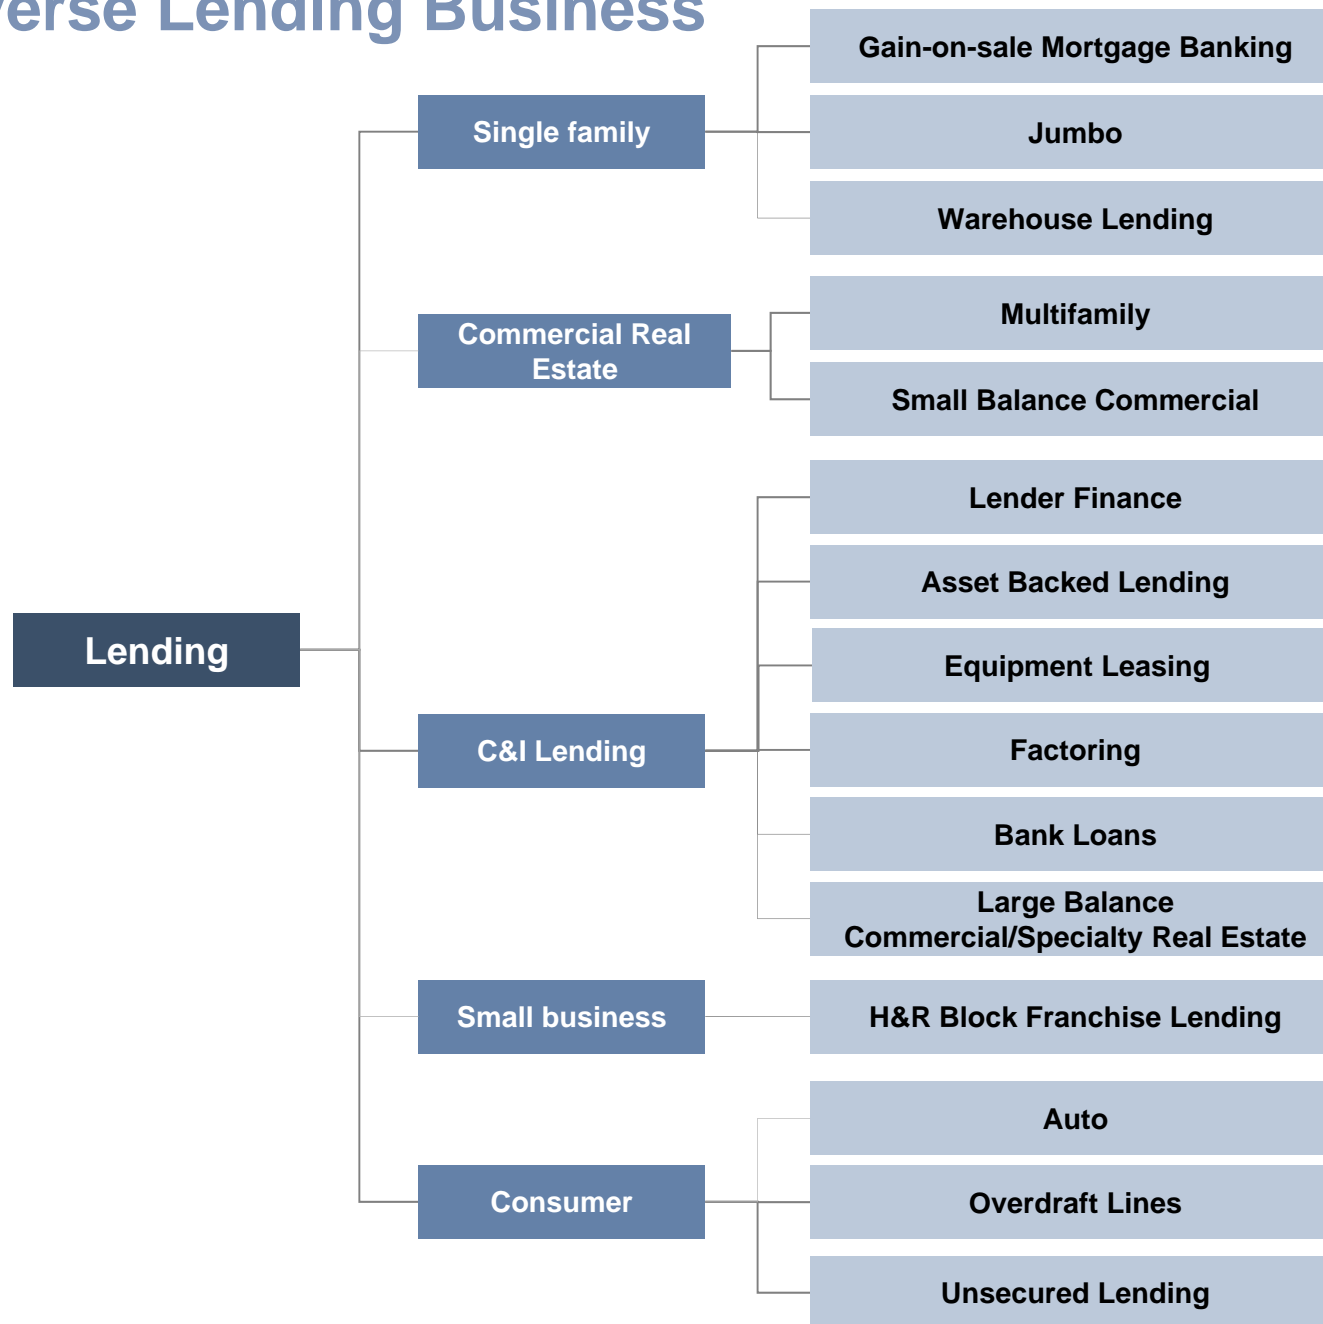 verse Lending Business
Gain-on-sale Mortgage Banking
Single family
Jumbo
Warehouse Lending
Multifamily
Commercial Real
Estate
Small Balance Commercial
Lender Finance
Asset Backed Lending
Lending
Equipment Leasing
C&I Lending
Factoring
Bank Loans
Large Balance
Commercial/Specialty Real Estate
Small business
H&R Block Franchise Lending
Auto
Consumer
Overdraft Lines
Unsecured Lending